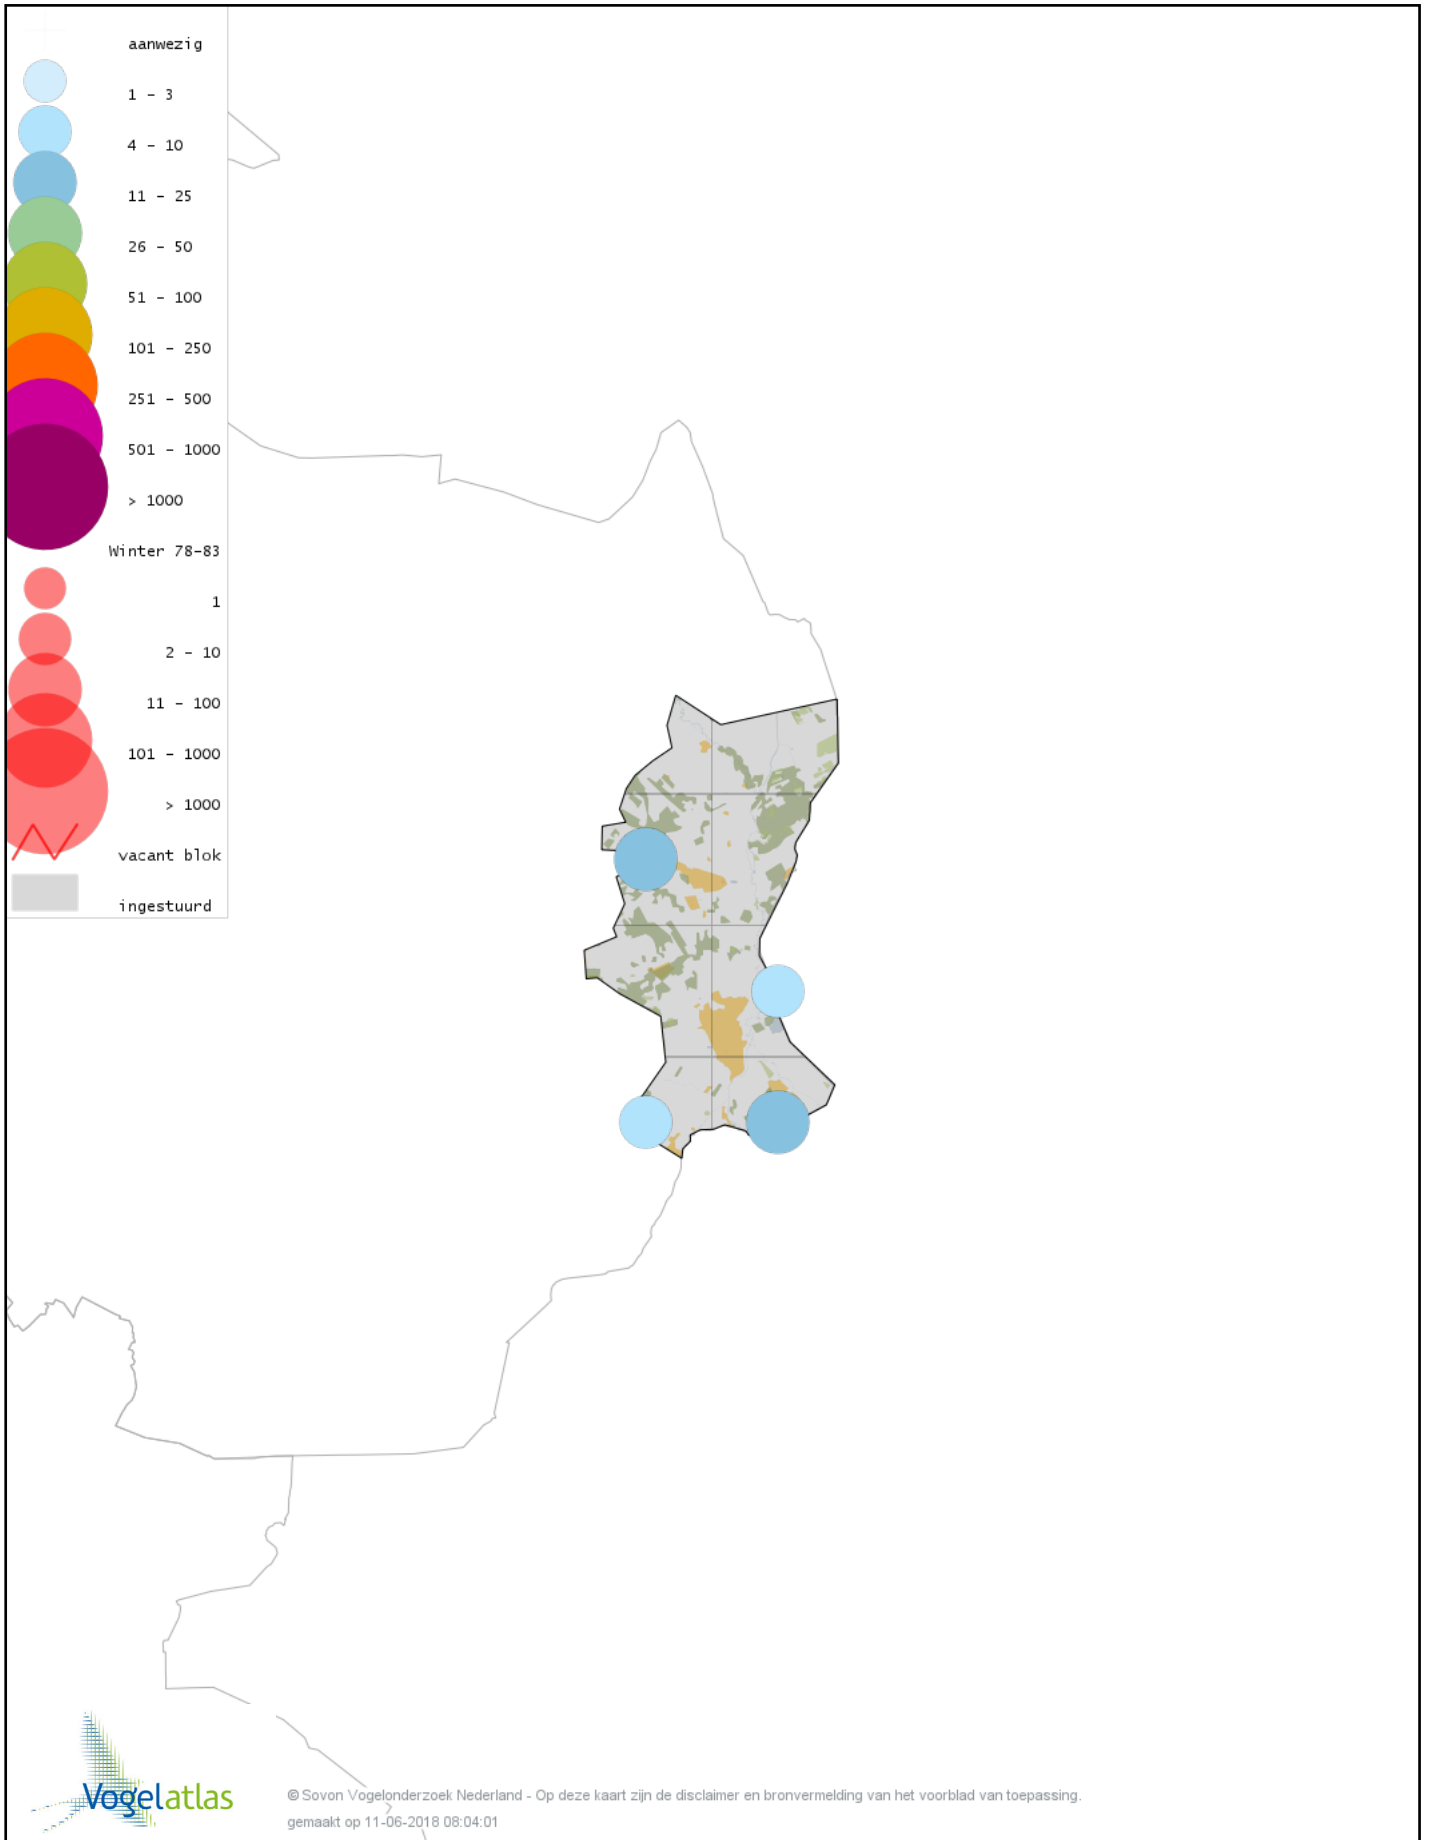 aanwezig
1 - 3
4 - 10
11 - 25
26 - 50
51 - 100
101 - 250
251 - 500
501 - 1000
> 1000
Winter 78-83
1
2 - 10
11 - 100
101 - 1000
> 1000
vacant blok
ingestuurd
Vogelatlas
© Sovon Vogelonderzoek Nederland - Op deze kaart zijn de disclaimer en bronvermelding van het voorblad van toepassing.
gemaakt op 11-06-2018 08:04:01